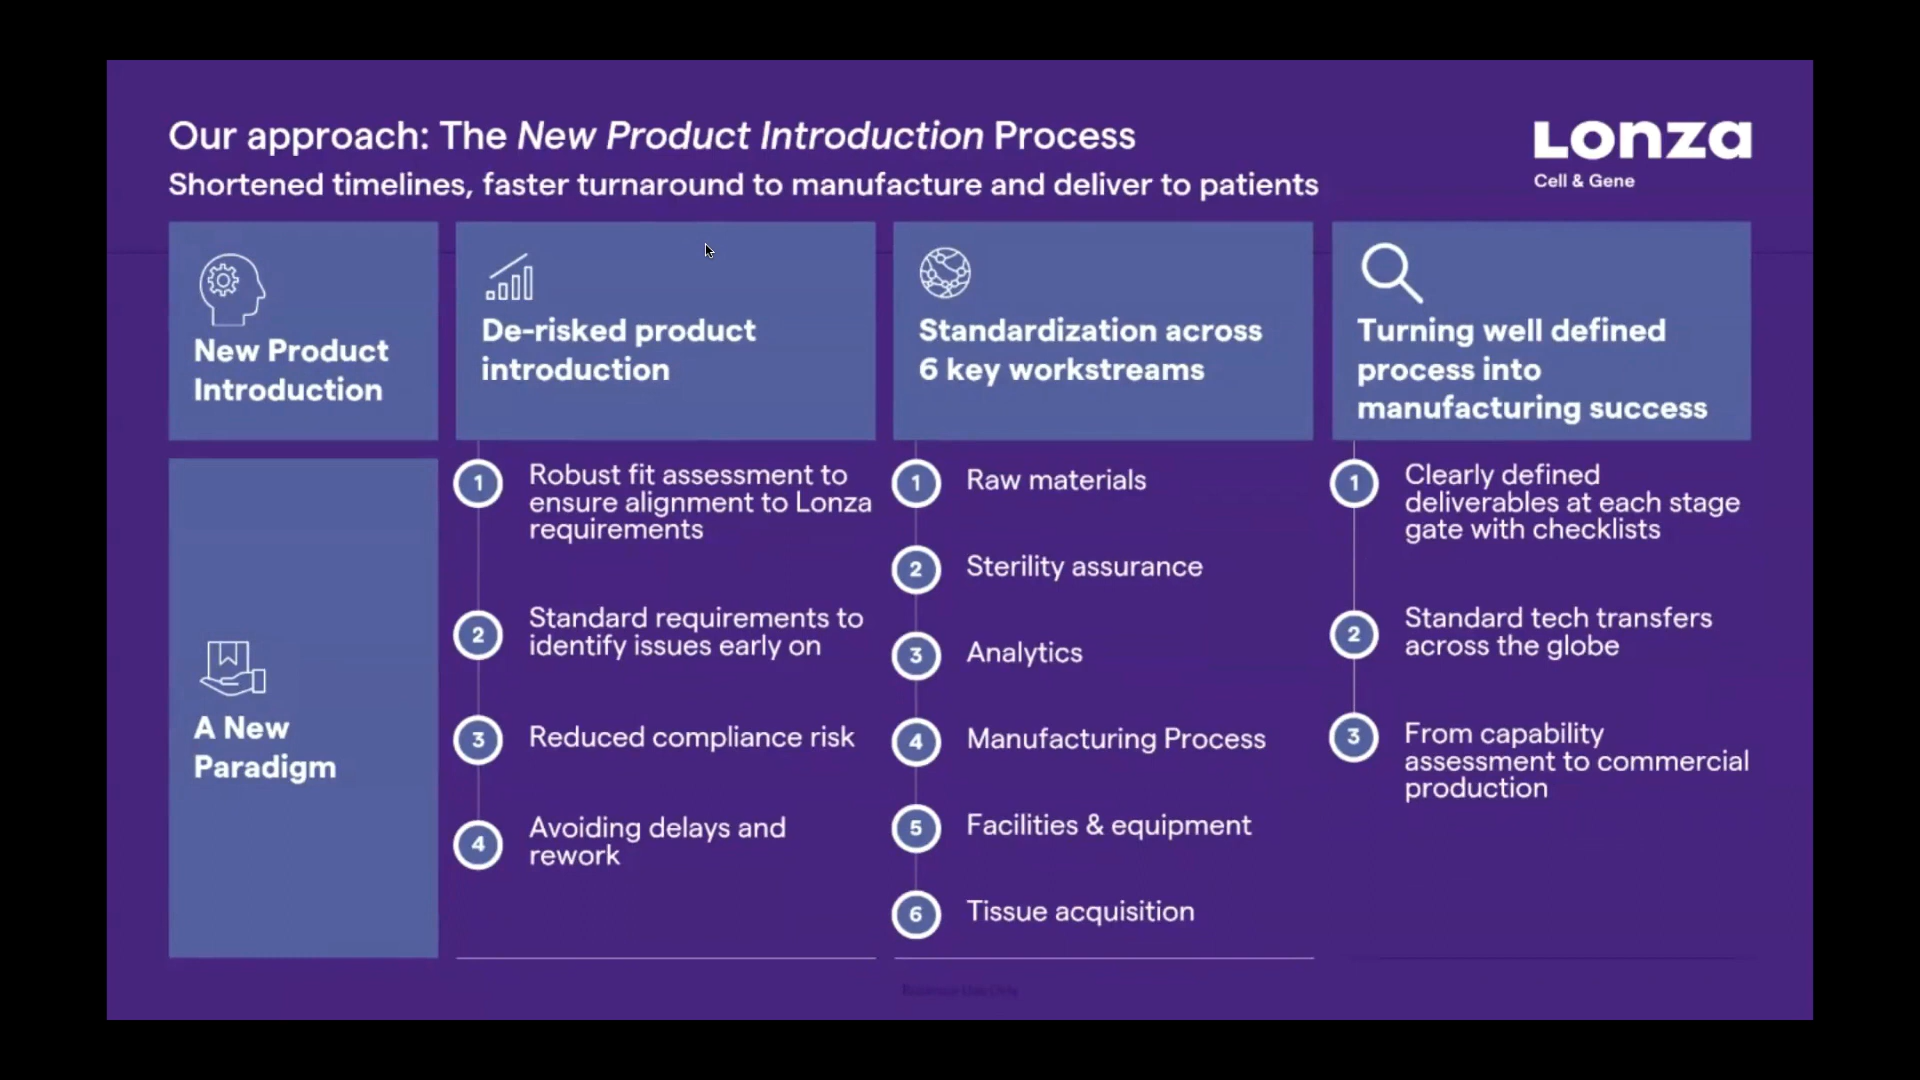 Our approach: The New Product Introduction Process
Shortened timelines, faster turnaround to manufacture and deliver to patients
Lonza
Cell & Gene
New Product
Introduction
De-risked product
introduction
Standardization across
6 key workstreams
Turning well defined
process into
manufacturing success
A New
Paradigm
1 Robust fit assessment to
ensure alignment to Lonza
requirements
2 Standard requirements to
identify issues early on
3 Reduced compliance risk
4 Avoiding delays and
rework
1 Raw materials
2 Sterility assurance
3 Analytics
4 Manufacturing Process
5 Facilities & equipment
6 Tissue acquisition
1 Clearly defined
deliverables at each stage
gate with checklists
2 Standard tech transfers
across the globe
3 From capability
assessment to commercial
production